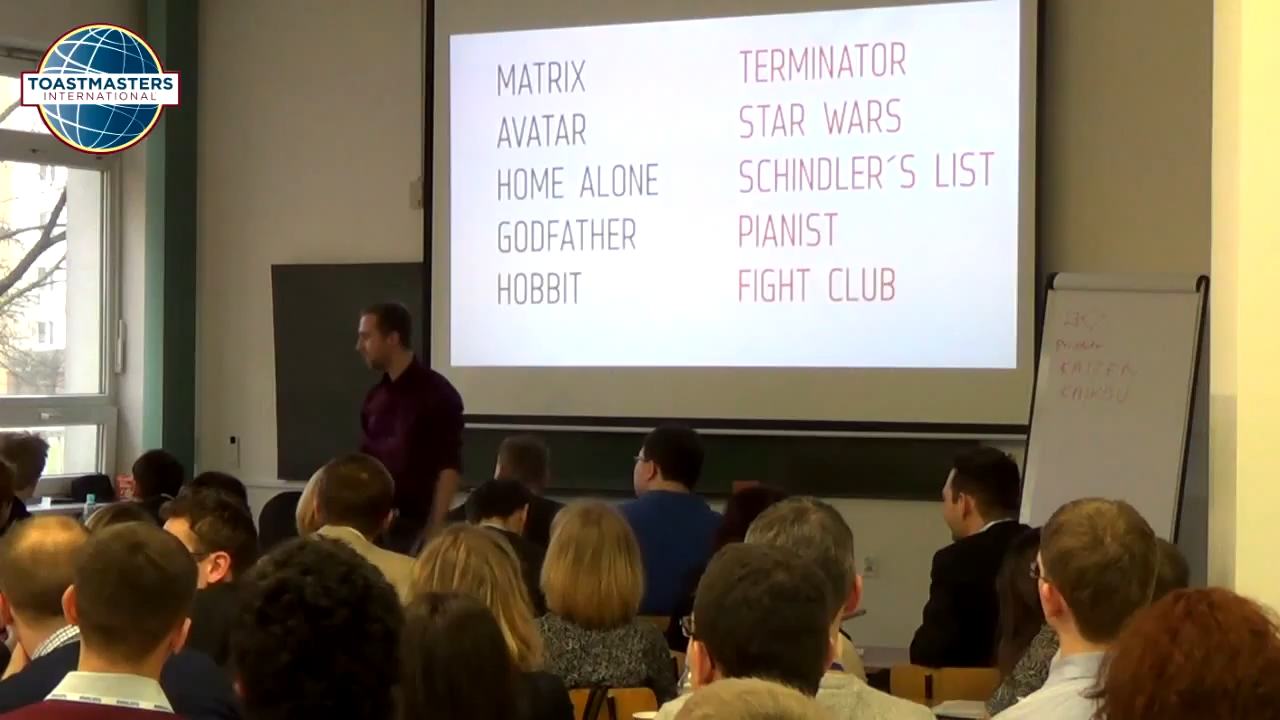 TOASTMASTERS
INTERNATIONAL
MATRIX
AVATAR
HOME ALONE
GODFATHER
HOBBIT
TERMINATOR
STAR WARS
SCHINDLER´S LIST
PIANIST
FIGHT CLUB
KAIZEN